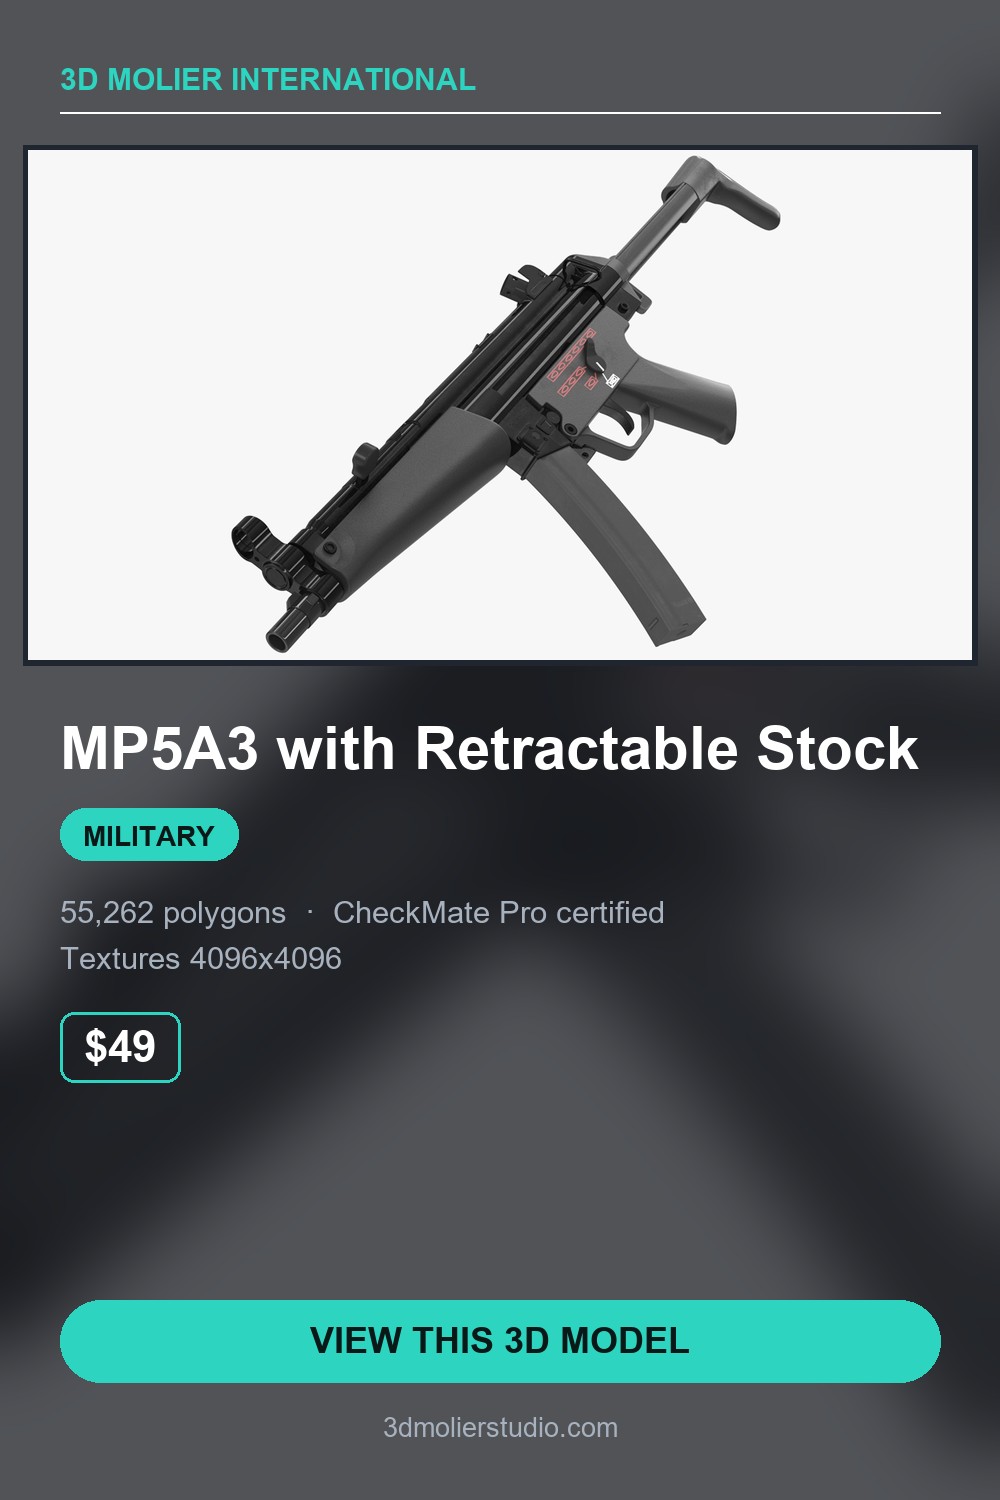 3D MOLIER INTERNATIONAL
MP5A3 with Retractable Stock
MILITARY
55,262 polygons · CheckMate Pro certified
Textures 4096x4096
$49
VIEW THIS 3D MODEL
3dmolierstudio.com